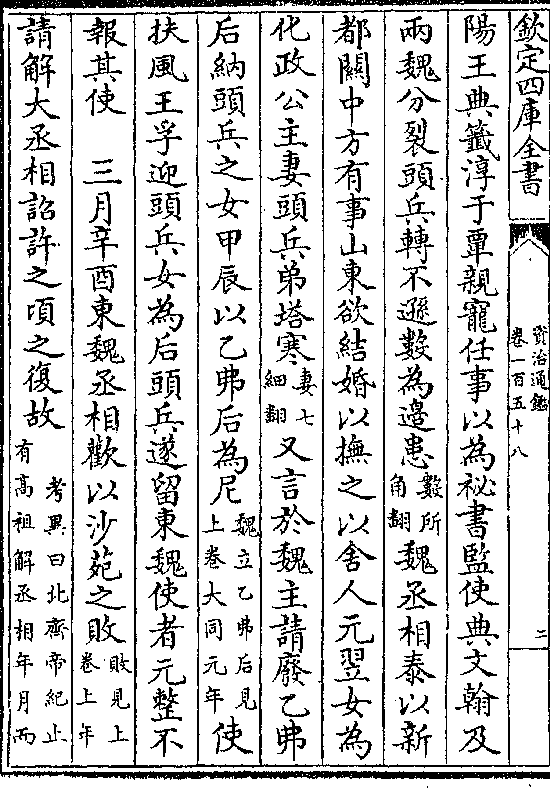 欽定四庫全書
資治通鑑
卷一百五十八
三
陽王典籤淳于覃親寵任事以為祕書監使典文翰及
兩魏分裂頭兵轉不遜數為邉患數所角翻魏丞相泰以新
都關中方有事山東欲結婚以撫之以舍人元翌女為
化政公主妻頭兵弟塔寒妻七細翻又言於魏主請廢乙弗
后納頭兵之女甲辰以乙弗后為尼魏立乙弗后見上卷大同元年使
扶風王孚迎頭兵女為后頭兵遂留東魏使者元整不
報其使　三月辛酉東魏丞相歡以沙苑之敗敗見上卷上年
請解大丞相詔許之頃之復故考異曰北齊帝紀止有高祖解丞相年月而